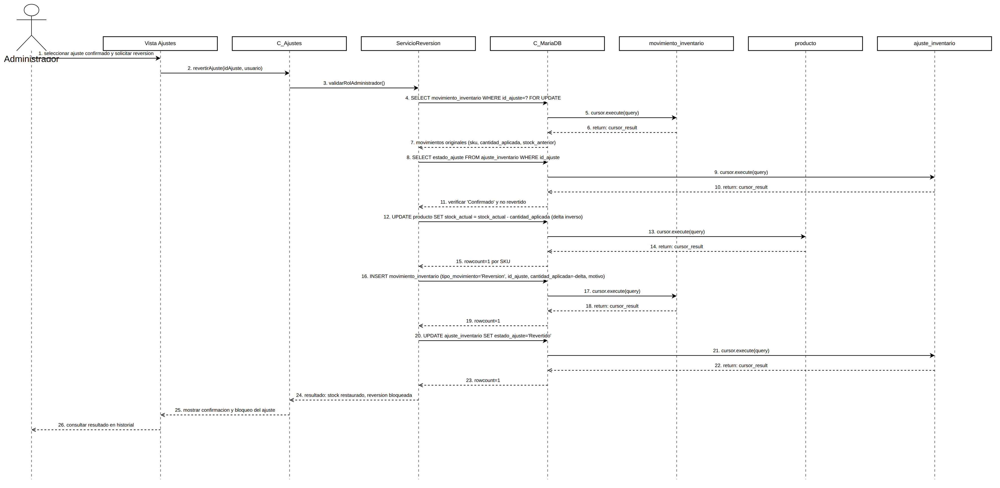 Vista Ajustes
C_Ajustes
ServicioReversion
C_MariaDB
movimiento_inventario
producto
ajuste_inventario
1. seleccionar ajuste confirmado y solicitar reversion
Administrador
2. revertirAjuste(idAjuste, usuario)
3. validarRolAdministrador()
4. SELECT movimiento_inventario WHERE id_ajuste=? FOR UPDATE
5. cursor.execute(query)
6. return: cursor_result
7. movimientos originales (sku, cantidad_aplicada, stock_anterior)
8. SELECT estado_ajuste FROM ajuste_inventario WHERE id_ajuste
9. cursor.execute(query)
10. return: cursor_result
11. verificar 'Confirmado' y no revertido
12. UPDATE producto SET stock_actual = stock_actual - cantidad_aplicada (delta inverso)
13. cursor.execute(query)
14. return: cursor_result
15. rowcount=1 por SKU
16. INSERT movimiento_inventario (tipo_movimiento='Reversion', id_ajuste, cantidad_aplicada=-delta, motivo)
17. cursor.execute(query)
18. return: cursor_result
19. rowcount=1
20. UPDATE ajuste_inventario SET estado_ajuste='Revertido'
21. cursor.execute(query)
22. return: cursor_result
23. rowcount=1
24. resultado: stock restaurado, reversion bloqueada
25. mostrar confirmacion y bloqueo del ajuste
26. consultar resultado en historial